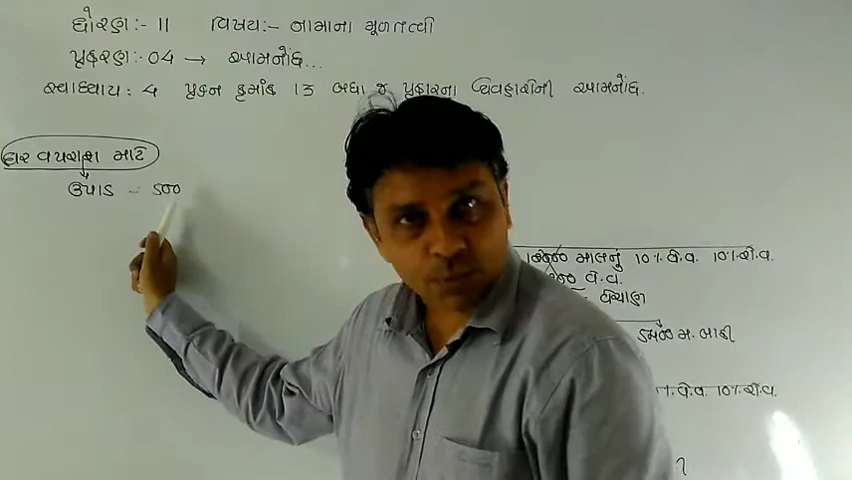 ધોરણ:- 11 વિષય:- નામાના મૂળતત્વો
પ્રકરણ:- 04 → આમનોંધ...
સ્વાધ્યાય: 4 પ્રશ્ન ક્રમાંક 13 બધા જ પ્રકારના વ્યવહારોની આમનોંધ.
ઘર વપરાશ માટે
ઉપાડ - 500
માલનું 10% વે.વ. 10% રો.વ.
વે.વ.
વેચાણ
મ. બાકી
%. વે.વ. 10% રો.વ.